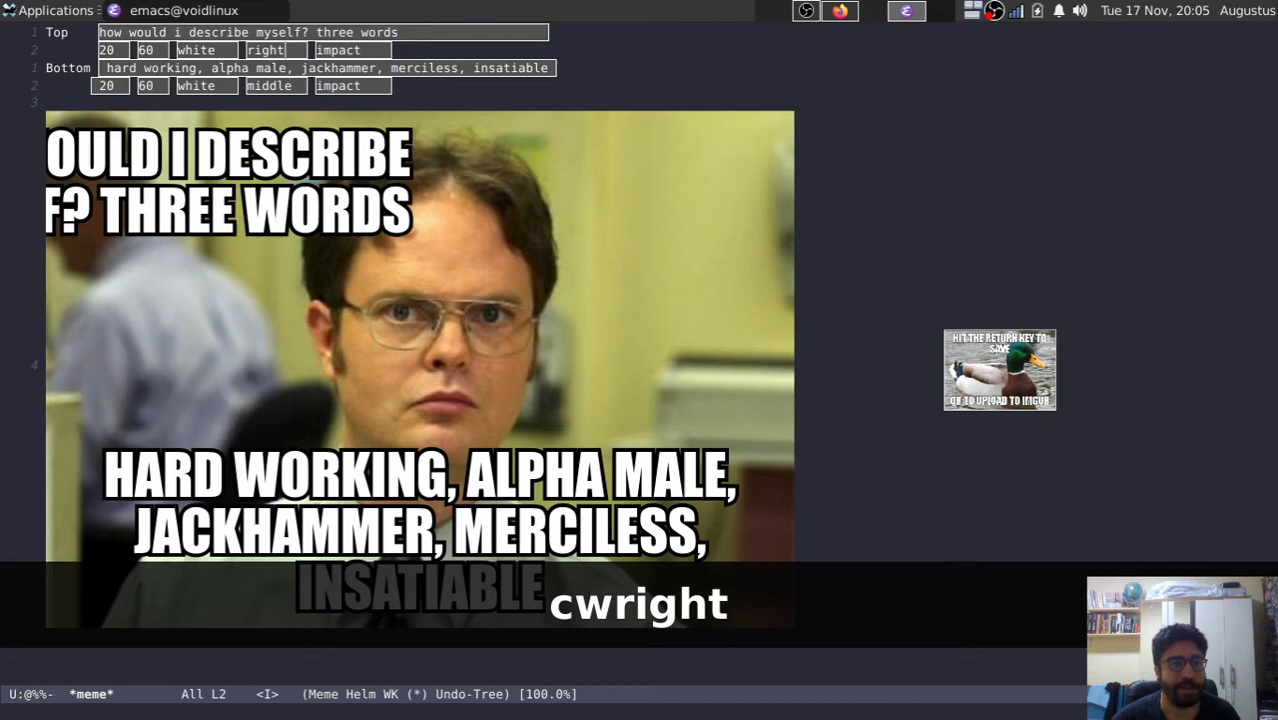 Applications emacs@voidlinux Tue 17 Nov, 20:05 Augustus
1 Top how would i describe myself? three words
2 20 60 white right impact
1 Bottom hard working, alpha male, jackhammer, merciless, insatiable
2 20 60 white middle impact
3
OULD I DESCRIBE
F? THREE WORDS
HIT THE RETURN KEY TO
SAVE
4
OR TO UPLOAD TO IMGUR
HARD WORKING, ALPHA MALE,
JACKHAMMER, MERCILESS,
INSATIABLE
cwright
U:@%%- *meme* All L2 <I> (Meme Helm WK (*) Undo-Tree) [100.0%]